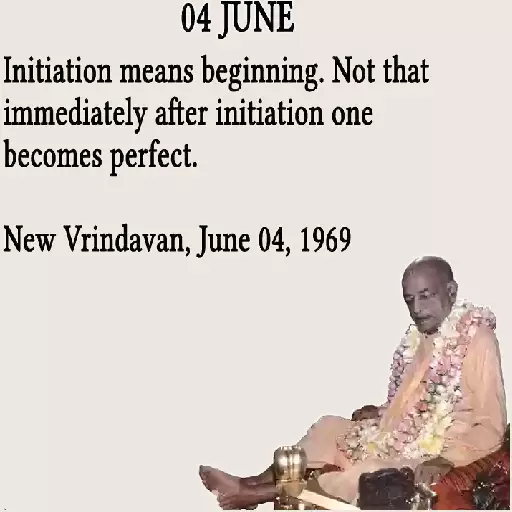 04 JUNE
Initiation means beginning. Not that
immediately after initiation one
becomes perfect.
New Vrindavan, June 04, 1969